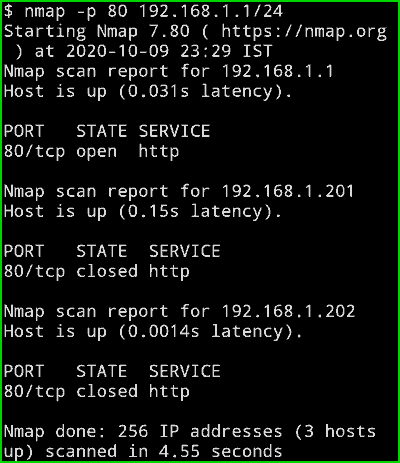 $ nmap -p 80 192.168.1.1/24
Starting Nmap 7.80 ( https://nmap.org
 ) at 2020-10-09 23:29 IST
Nmap scan report for 192.168.1.1
Host is up (0.031s latency).
PORT   STATE SERVICE
80/tcp open  http
Nmap scan report for 192.168.1.201
Host is up (0.15s latency).
PORT   STATE  SERVICE
80/tcp closed http
Nmap scan report for 192.168.1.202
Host is up (0.0014s latency).
PORT   STATE  SERVICE
80/tcp closed http
Nmap done: 256 IP addresses (3 hosts
up) scanned in 4.55 seconds